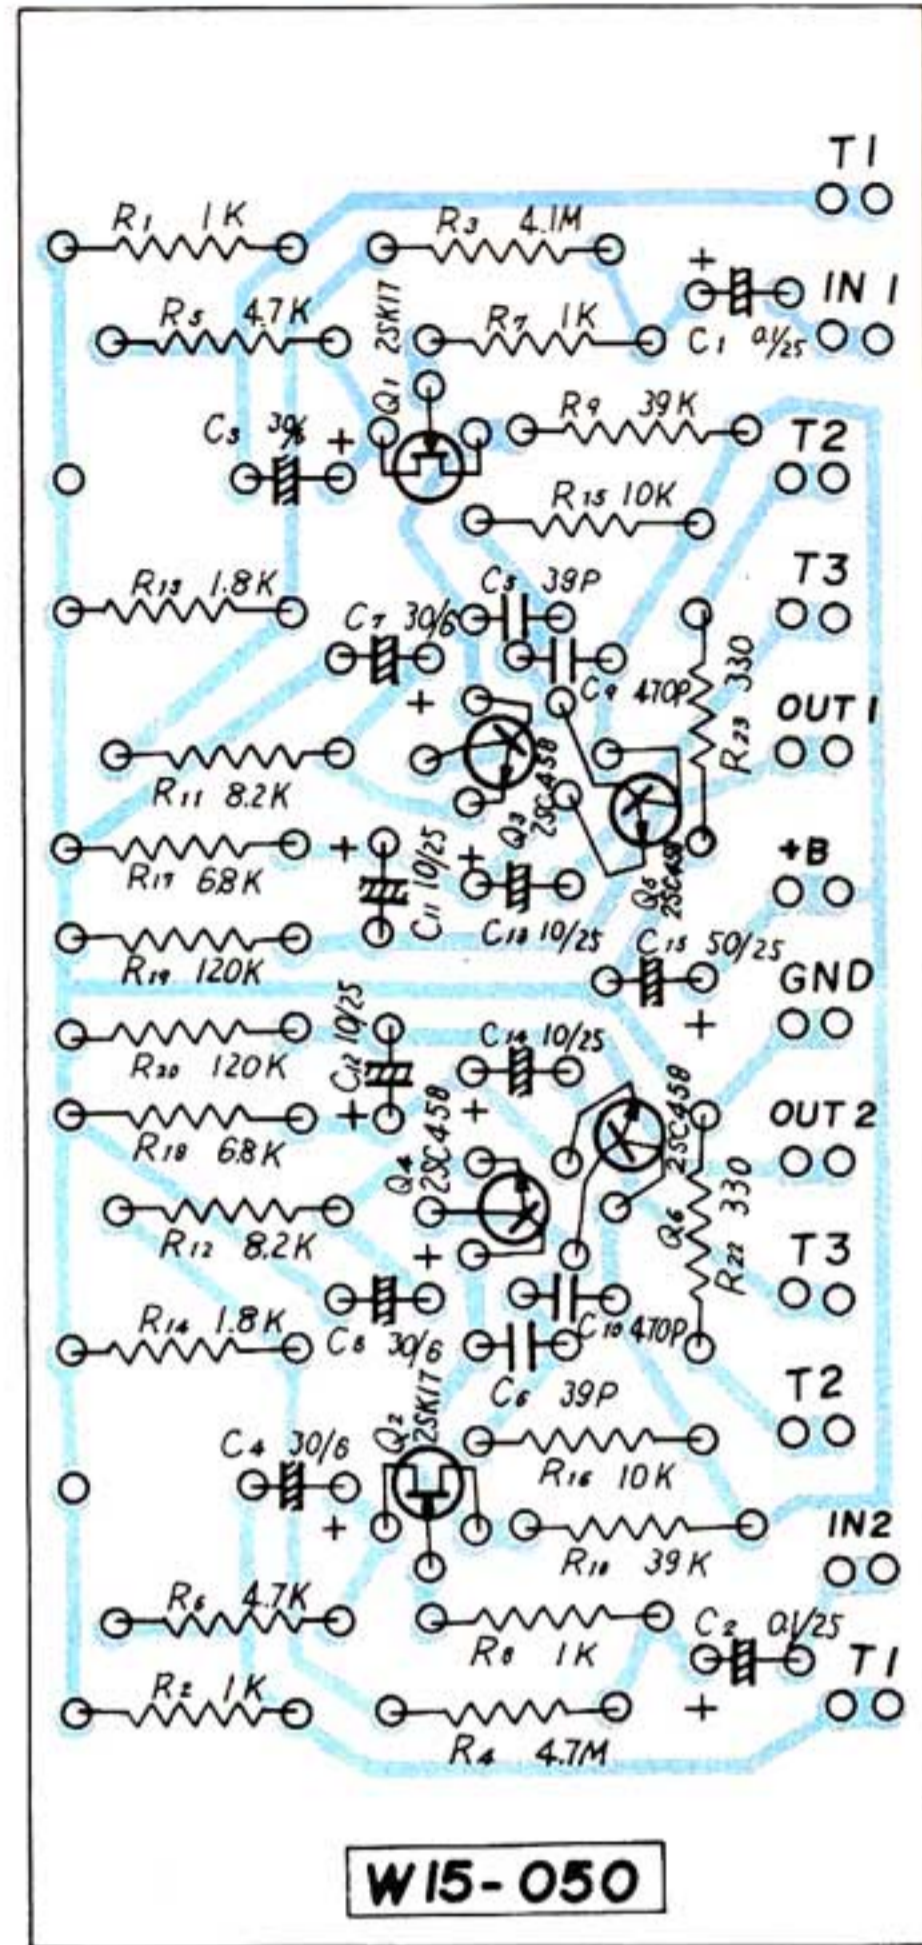 T1
R1 1K
R3 4.1M
R5 4.7K
2SK17
R7 1K
C1 0.1/25
IN 1
Q1
R9 39K
C3
T2
R15 10K
R13 1.8K
C7 30/6
C5 39P
T3
C9 470P
R23 330
OUT 1
R11 8.2K
Q3 2SC458
Q5 2SC458
R17 68K
C11 10/25
C13 10/25
+B
R19 120K
C15 50/25
GND
R20 120K
C12 10/25
C14 10/25
R18 68K
Q4 2SC458
2SC458
Q6
OUT 2
R12 8.2K
R22 330
T3
R14 1.8K
C8 30/6
C10 470P
C6 39P
T2
C4 30/6
Q2 2SK17
R16 10K
R10 39K
IN2
R6 4.7K
R8 1K
C2 0.1/25
T1
R2 1K
R4 4.7M
W15-050